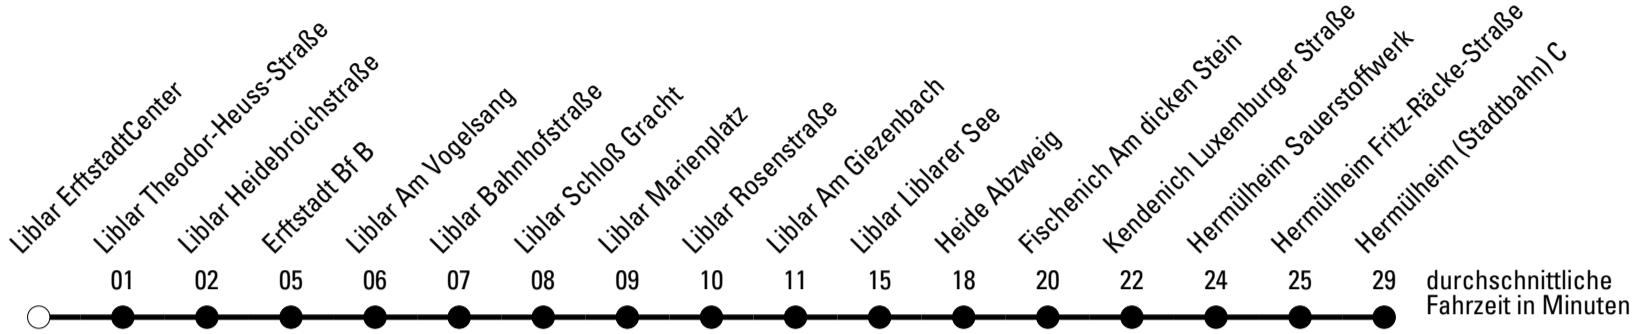 Liblar ErftstadtCenter
Liblar Theodor-Heuss-Straße
Liblar Heidebroichstraße
Erftstadt Bf B
Liblar Am Vogelsang
Liblar Bahnhofstraße
Liblar Schloß Gracht
Liblar Marienplatz
Liblar Rosenstraße
Liblar Am Giezenbach
Liblar Liblarer See
Heide Abzweig
Fischenich Am dicken Stein
Kendenich Luxemburger Straße
Hermülheim Sauerstoffwerk
Hermülheim Fritz-Räcke-Straße
Hermülheim (Stadtbahn) C
01 02 05 06 07 08 09 10 11 15 18 20 22 24 25 29
durchschnittliche
Fahrzeit in Minuten